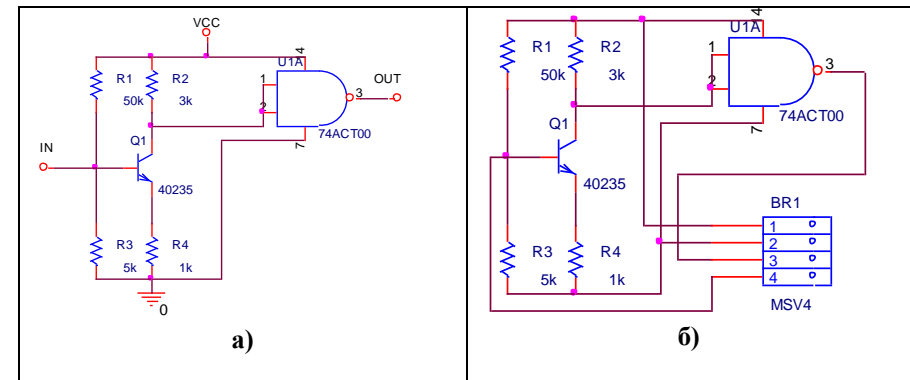 VCC
R1
50k
R2
3k
4
U1A
1
2
3
OUT
74ACT00
7
Q1
IN
40235
R3
5k
R4
1k
0
а)
4
U1A
R1
50k
R2
3k
1
2
3
74ACT00
7
Q1
40235
R3
5k
R4
1k
BR1
1
2
3
4
MSV4
б)